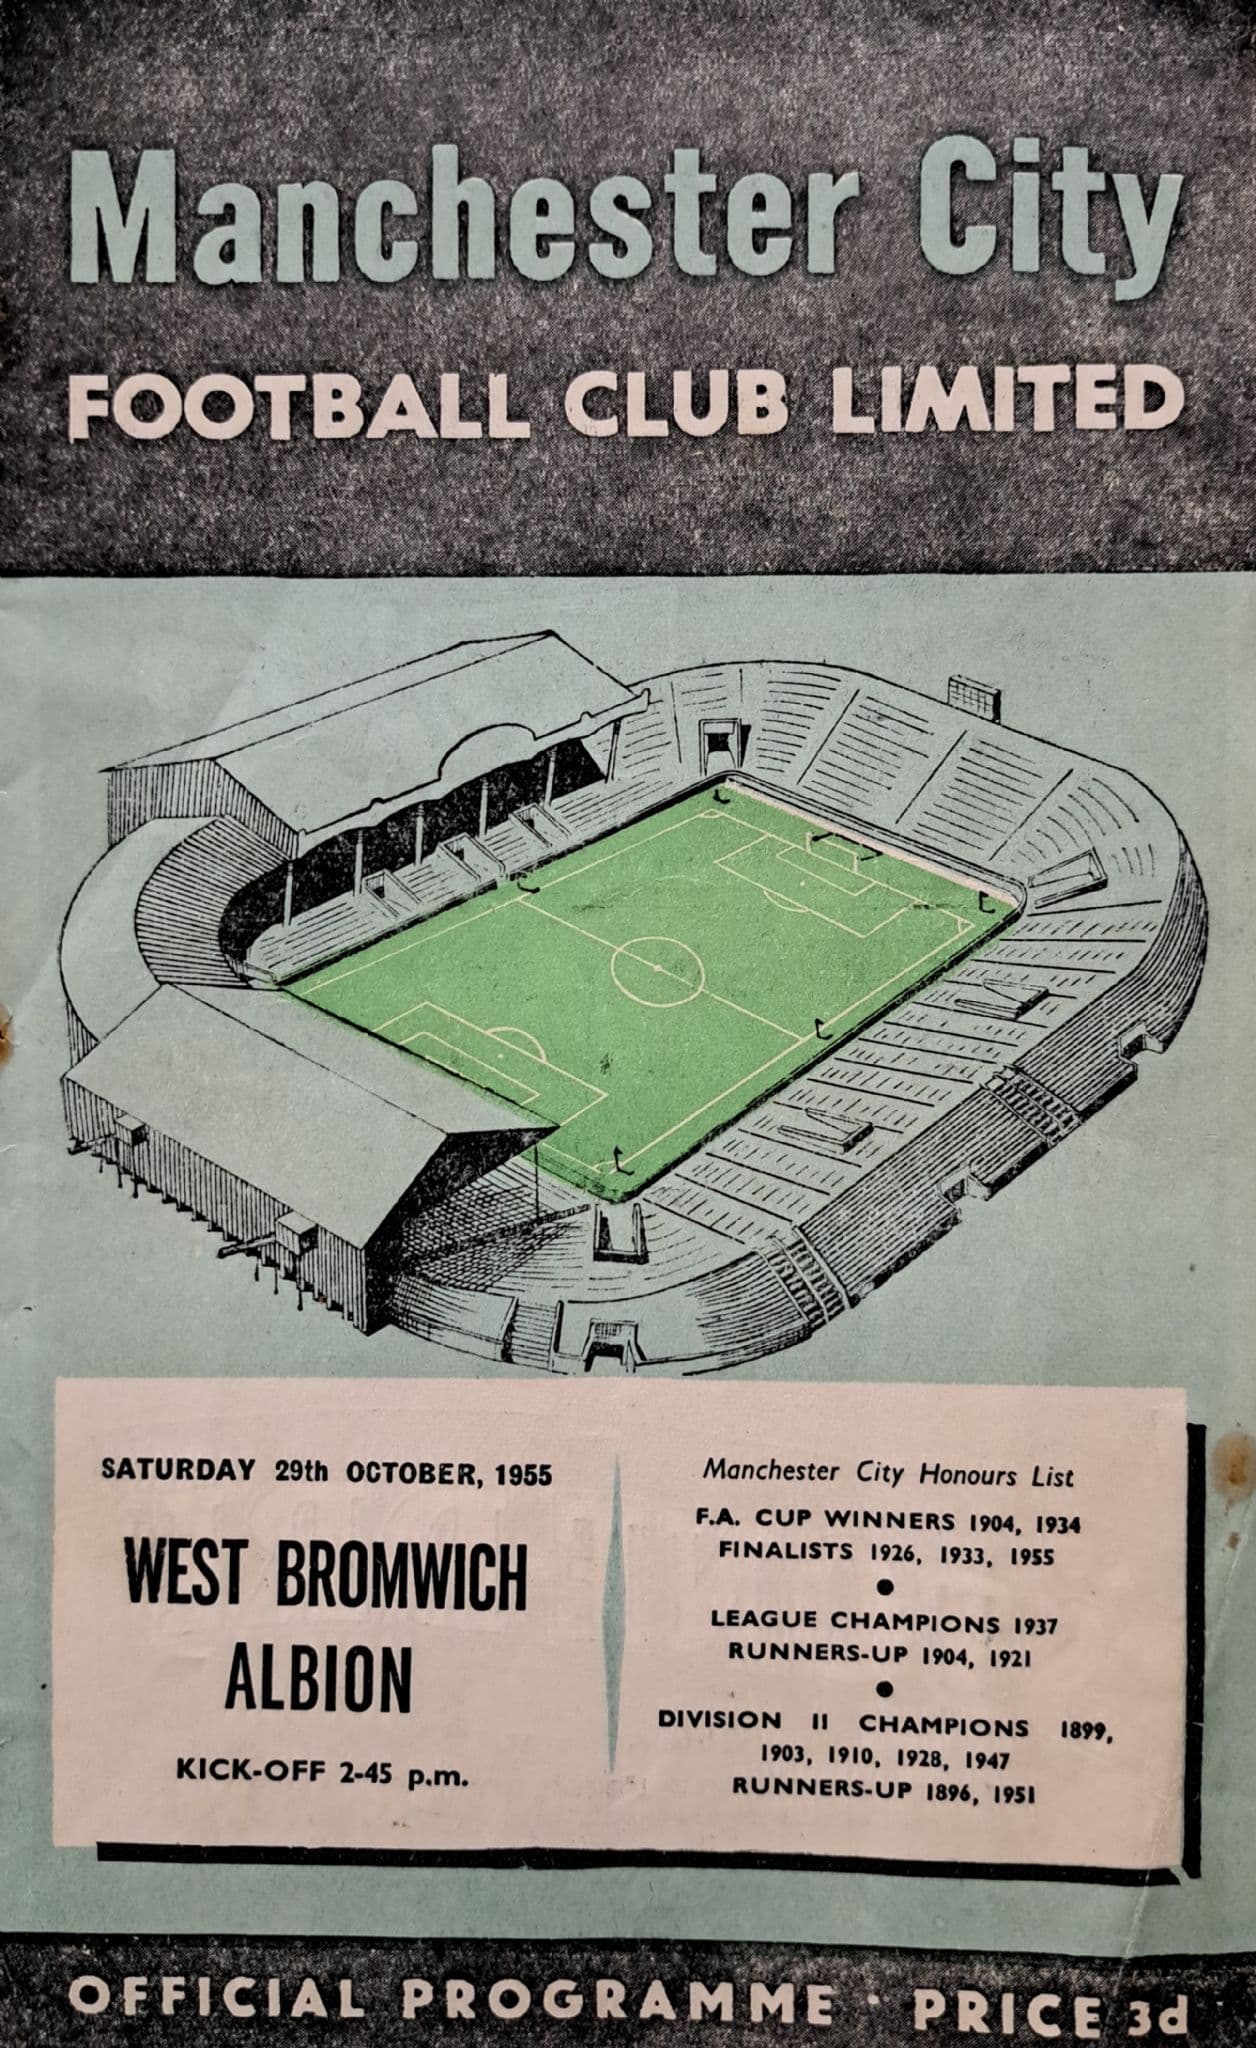 Manchester City
FOOTBALL CLUB LIMITED
SATURDAY 29th OCTOBER, 1955
WEST BROMWICH
ALBION
KICK-OFF 2-45 p.m.
Manchester City Honours List
F.A. CUP WINNERS 1904, 1934
FINALISTS 1926, 1933, 1955
●
LEAGUE CHAMPIONS 1937
RUNNERS-UP 1904, 1921
●
DIVISION II CHAMPIONS 1899,
1903, 1910, 1928, 1947
RUNNERS-UP 1896, 1951
OFFICIAL PROGRAMME · PRICE 3d